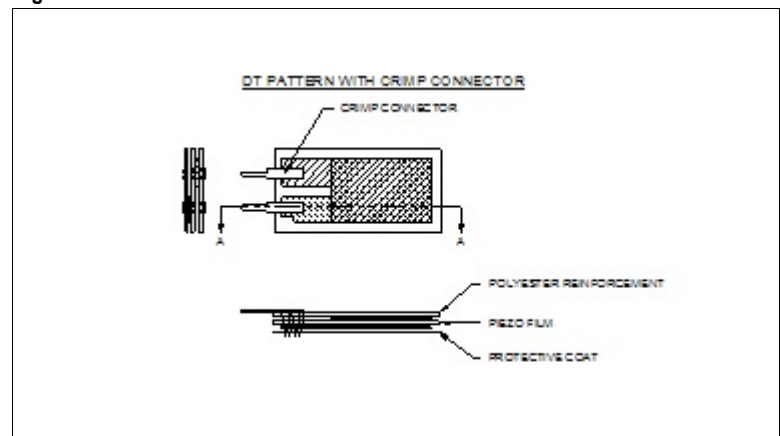 DT PATTERN WITH CRIMP CONNECTOR
CRIMP CONNECTOR
A A
POLYESTER REINFORCEMENT
PIEZO FILM
PROTECTIVE COAT